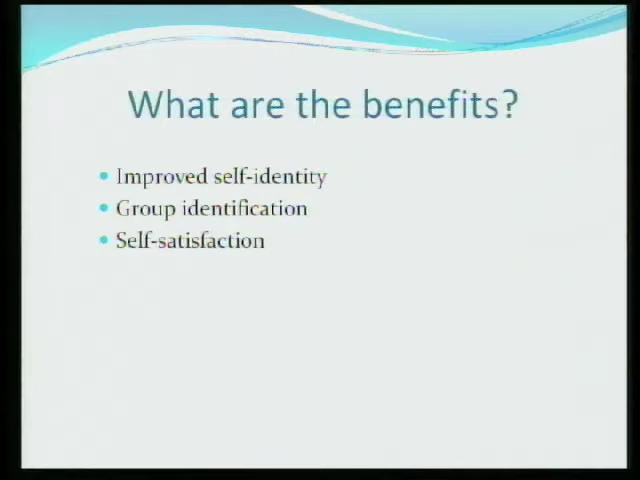 What are the benefits?
Improved self-identity
Group identification
Self-satisfaction